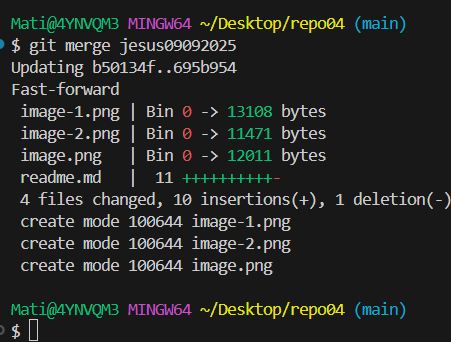 Mati@4YNVQM3 MINGW64 ~/Desktop/repo04 (main)
$ git merge jesus09092025
Updating b50134f..695b954
Fast-forward
 image-1.png | Bin 0 -> 13108 bytes
 image-2.png | Bin 0 -> 11471 bytes
 image.png   | Bin 0 -> 12011 bytes
 readme.md   |  11 ++++++++++-
 4 files changed, 10 insertions(+), 1 deletion(-)
 create mode 100644 image-1.png
 create mode 100644 image-2.png
 create mode 100644 image.png
Mati@4YNVQM3 MINGW64 ~/Desktop/repo04 (main)
$